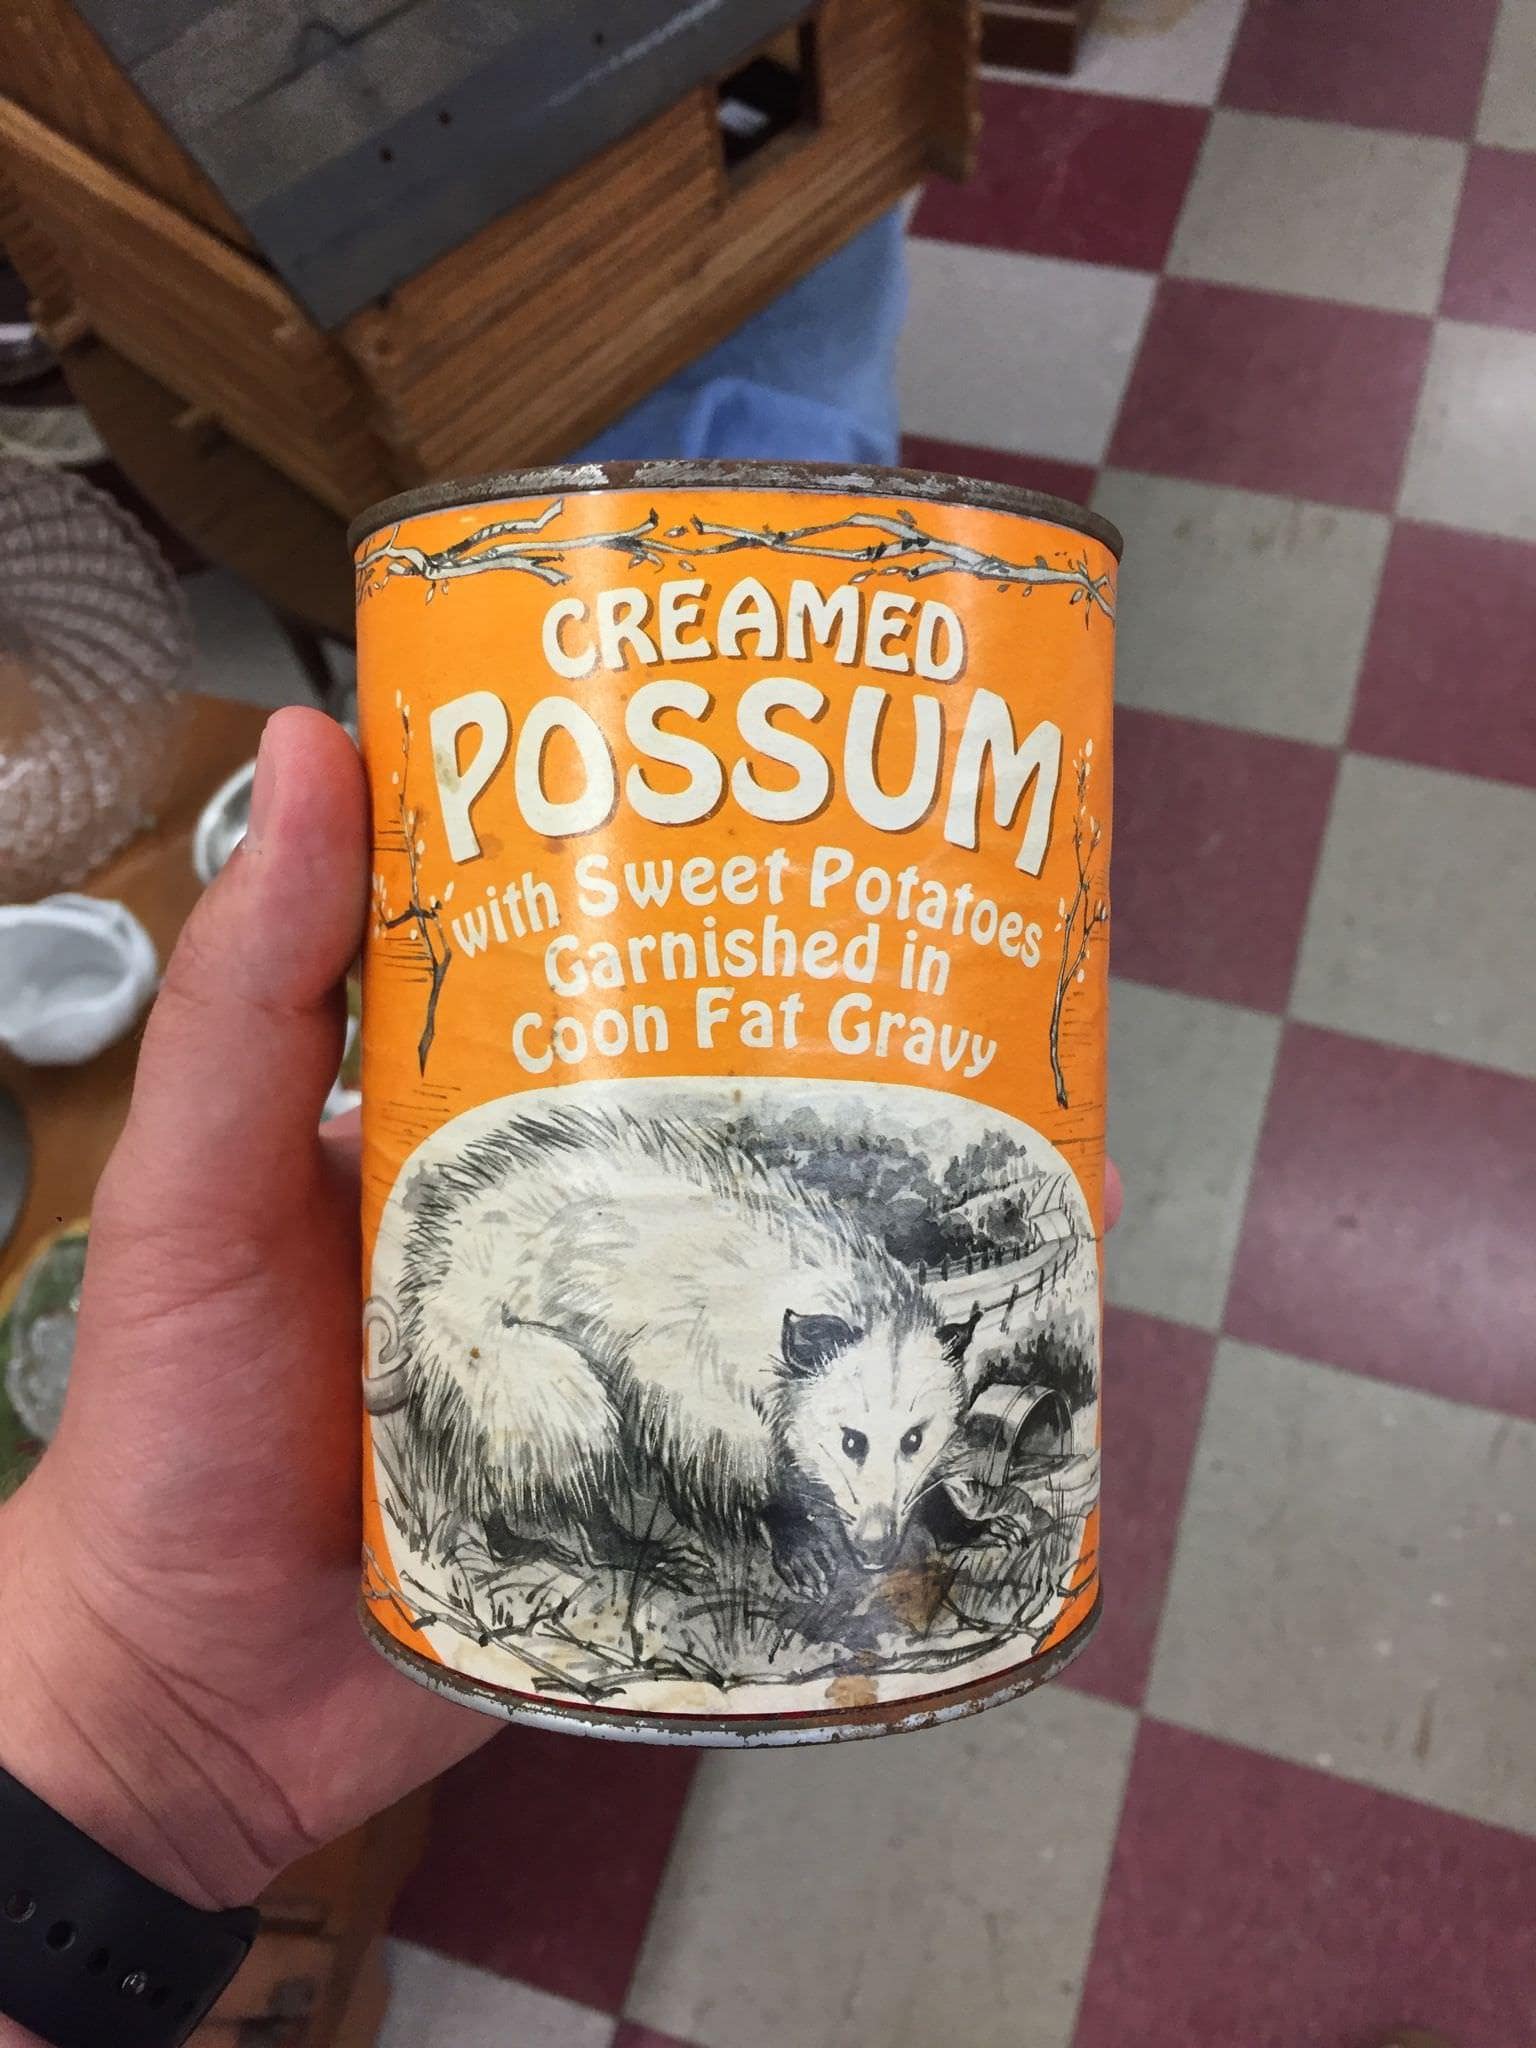 CREAMED
POSSUM
with Sweet Potatoes
Garnished in
Coon Fat Gravy